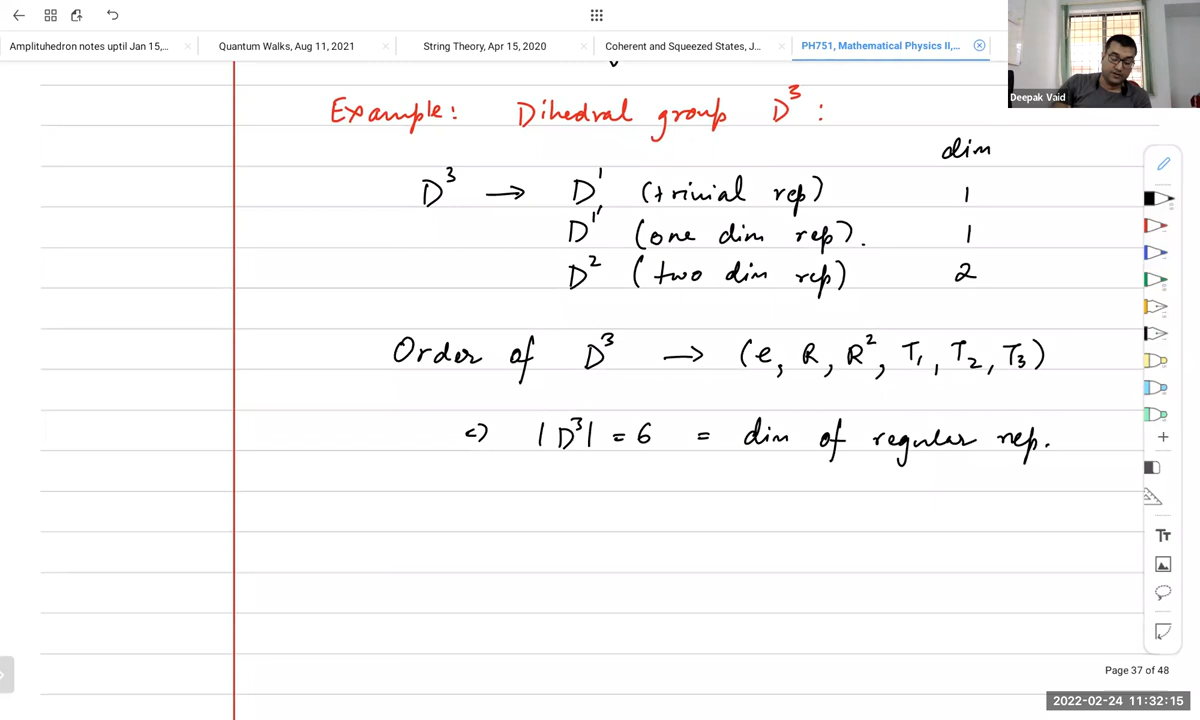 Amplituhedron notes uptil Jan 15,... Quantum Walks, Aug 11, 2021 String Theory, Apr 15, 2020 Coherent and Squeezed States, J... PH751, Mathematical Physics II,...
Deepak Vaid
Example: Dihedral group D³ :
dim
D³ → D¹ (trivial rep) 1
D¹' (one dim rep). 1
D² (two dim rep) 2
Order of D³ → (e, R, R², T₁, T₂, T₃)
<> |D³| = 6 = dim of regular rep.
Tт
Page 37 of 48
2022-02-24 11:32:15